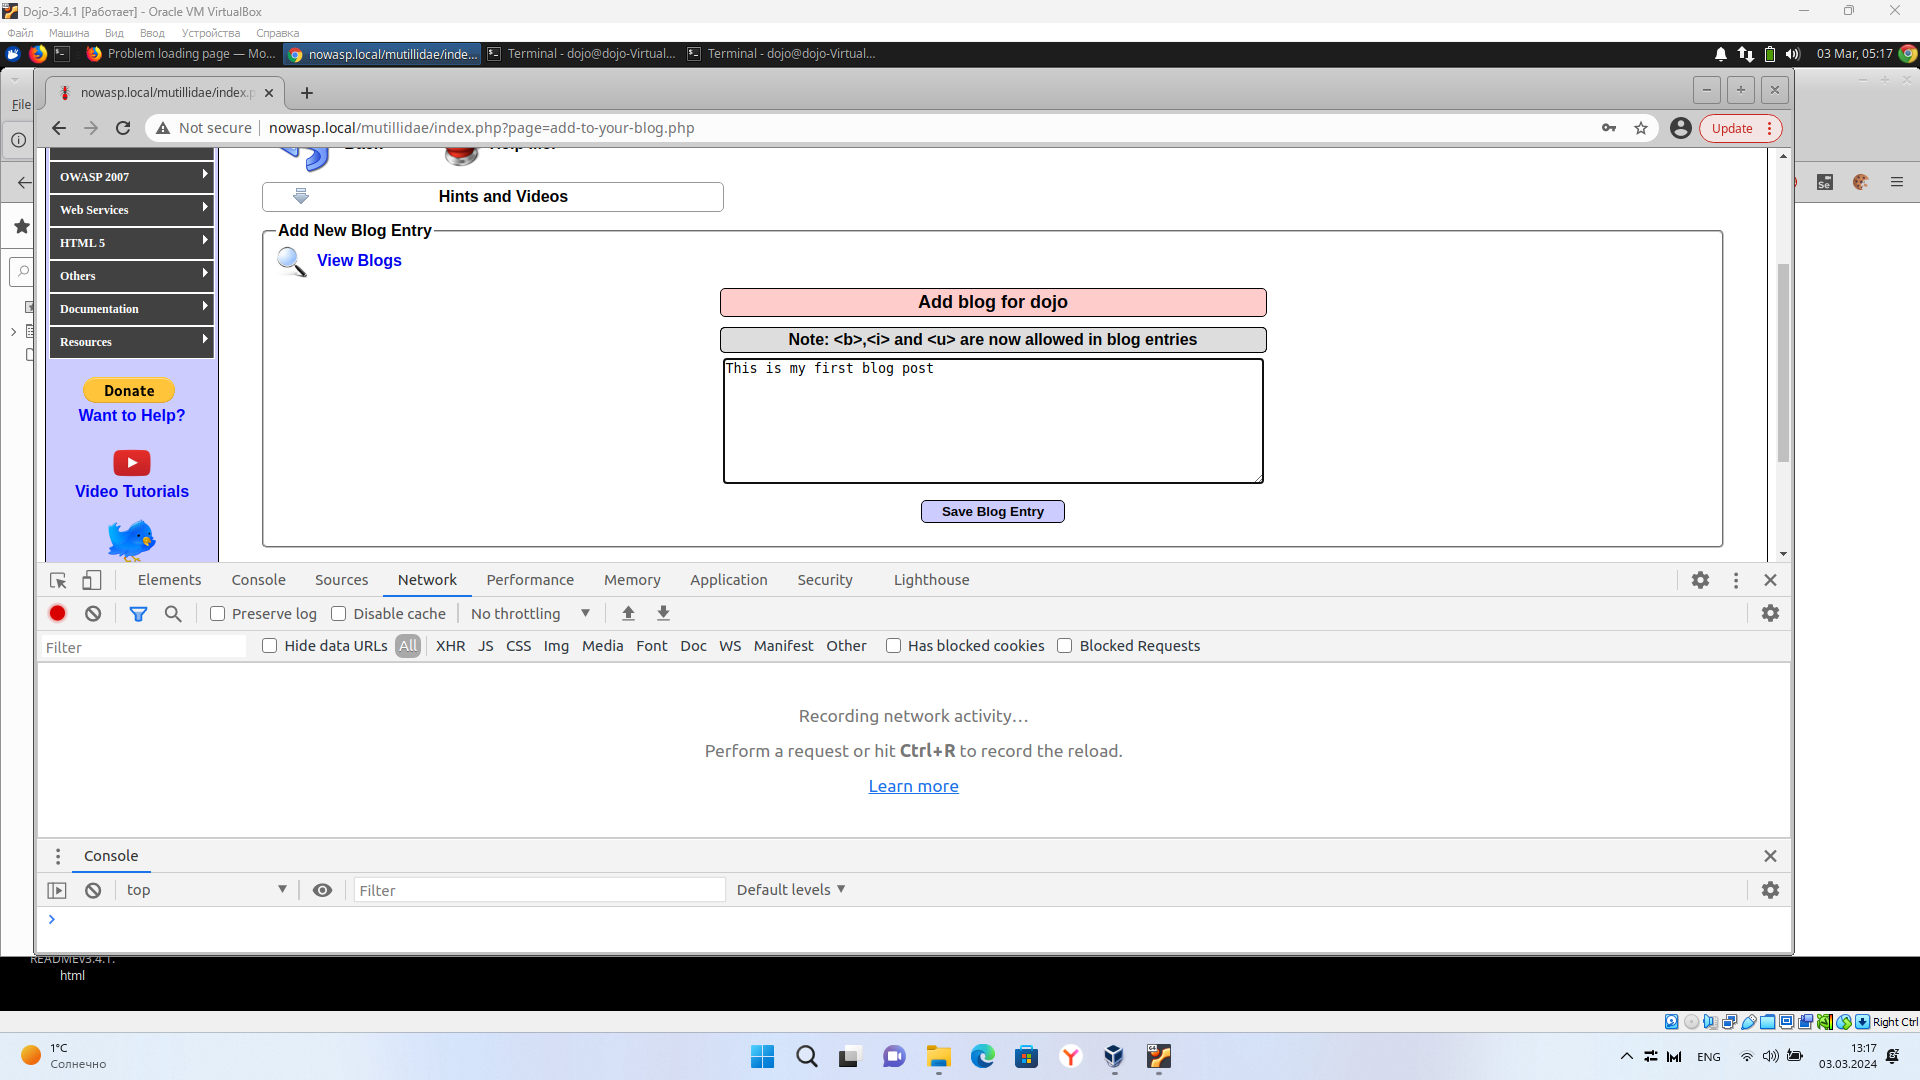 Dojo-3.4.1 [Работает] - Oracle VM VirtualBox
Файл Машина Вид Ввод Устройства Справка
Problem loading page — Mo... nowasp.local/mutillidae/inde... Terminal - dojo@dojo-Virtual... Terminal - dojo@dojo-Virtual... 03 Mar, 05:17
nowasp.local/mutillidae/index.p
File
Not secure nowasp.local/mutillidae/index.php?page=add-to-your-blog.php Update
OWASP 2007
Web Services
HTML 5
Others
Documentation
Resources
Donate
Want to Help?
Video Tutorials
Back Help Me!
Hints and Videos
Add New Blog Entry
View Blogs
Add blog for dojo
Note: <b>,<i> and <u> are now allowed in blog entries
This is my first blog post
Save Blog Entry
Se
Elements Console Sources Network Performance Memory Application Security Lighthouse
Preserve log Disable cache No throttling
Filter Hide data URLs All XHR JS CSS Img Media Font Doc WS Manifest Other Has blocked cookies Blocked Requests
Recording network activity…
Perform a request or hit Ctrl+R to record the reload.
Learn more
Console
top Filter Default levels
READMEv3.4.1.
html
Right Ctrl
1°C
Солнечно
ENG
13:17
03.03.2024